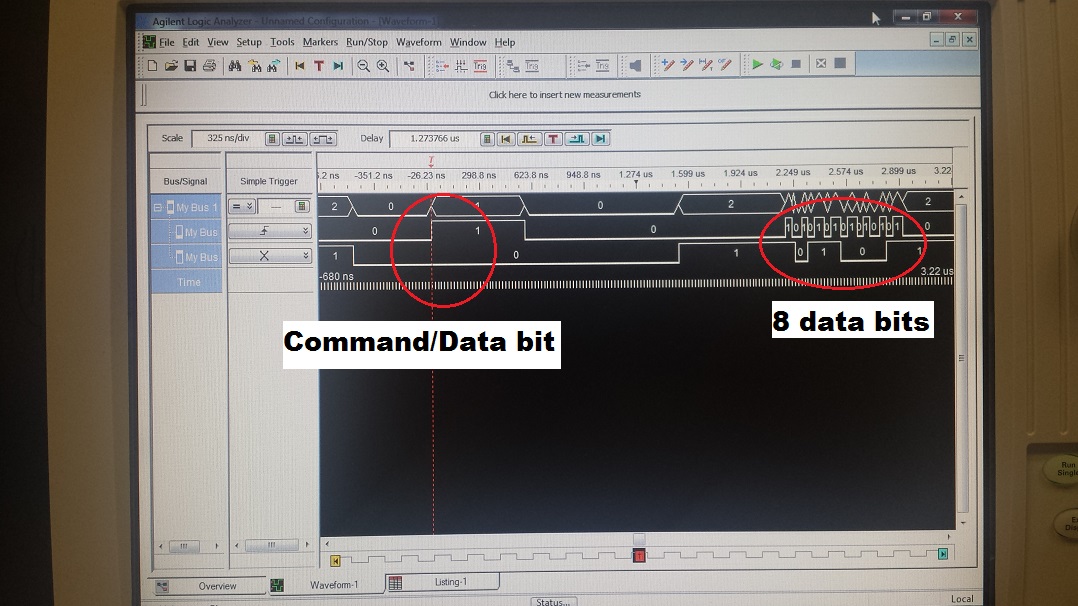 Agilent Logic Analyzer - Unnamed Configuration - [Waveform-1]
File Edit View Setup Tools Markers Run/Stop Waveform Window Help
Click here to insert new measurements
Scale 325 ns/div Delay 1.273766 us
T
Bus/Signal Simple Trigger -351.2 ns -26.23 ns 298.8 ns 623.8 ns 948.8 ns 1.274 us 1.599 us 1.924 us 2.249 us 2.574 us 2.899 us 3.22
My Bus 1 = 2 0 1 0 2 2
My Bus 0 1 0 1 0 1 0 1 0 1 0 1 0 1 0 1 0 1 0
My Bus X 1 0 1 0 1 0 1
Time -680 ns 3.22 us
Command/Data bit
8 data bits
Run
Single
Overview Waveform-1 Listing-1
Status...
Local